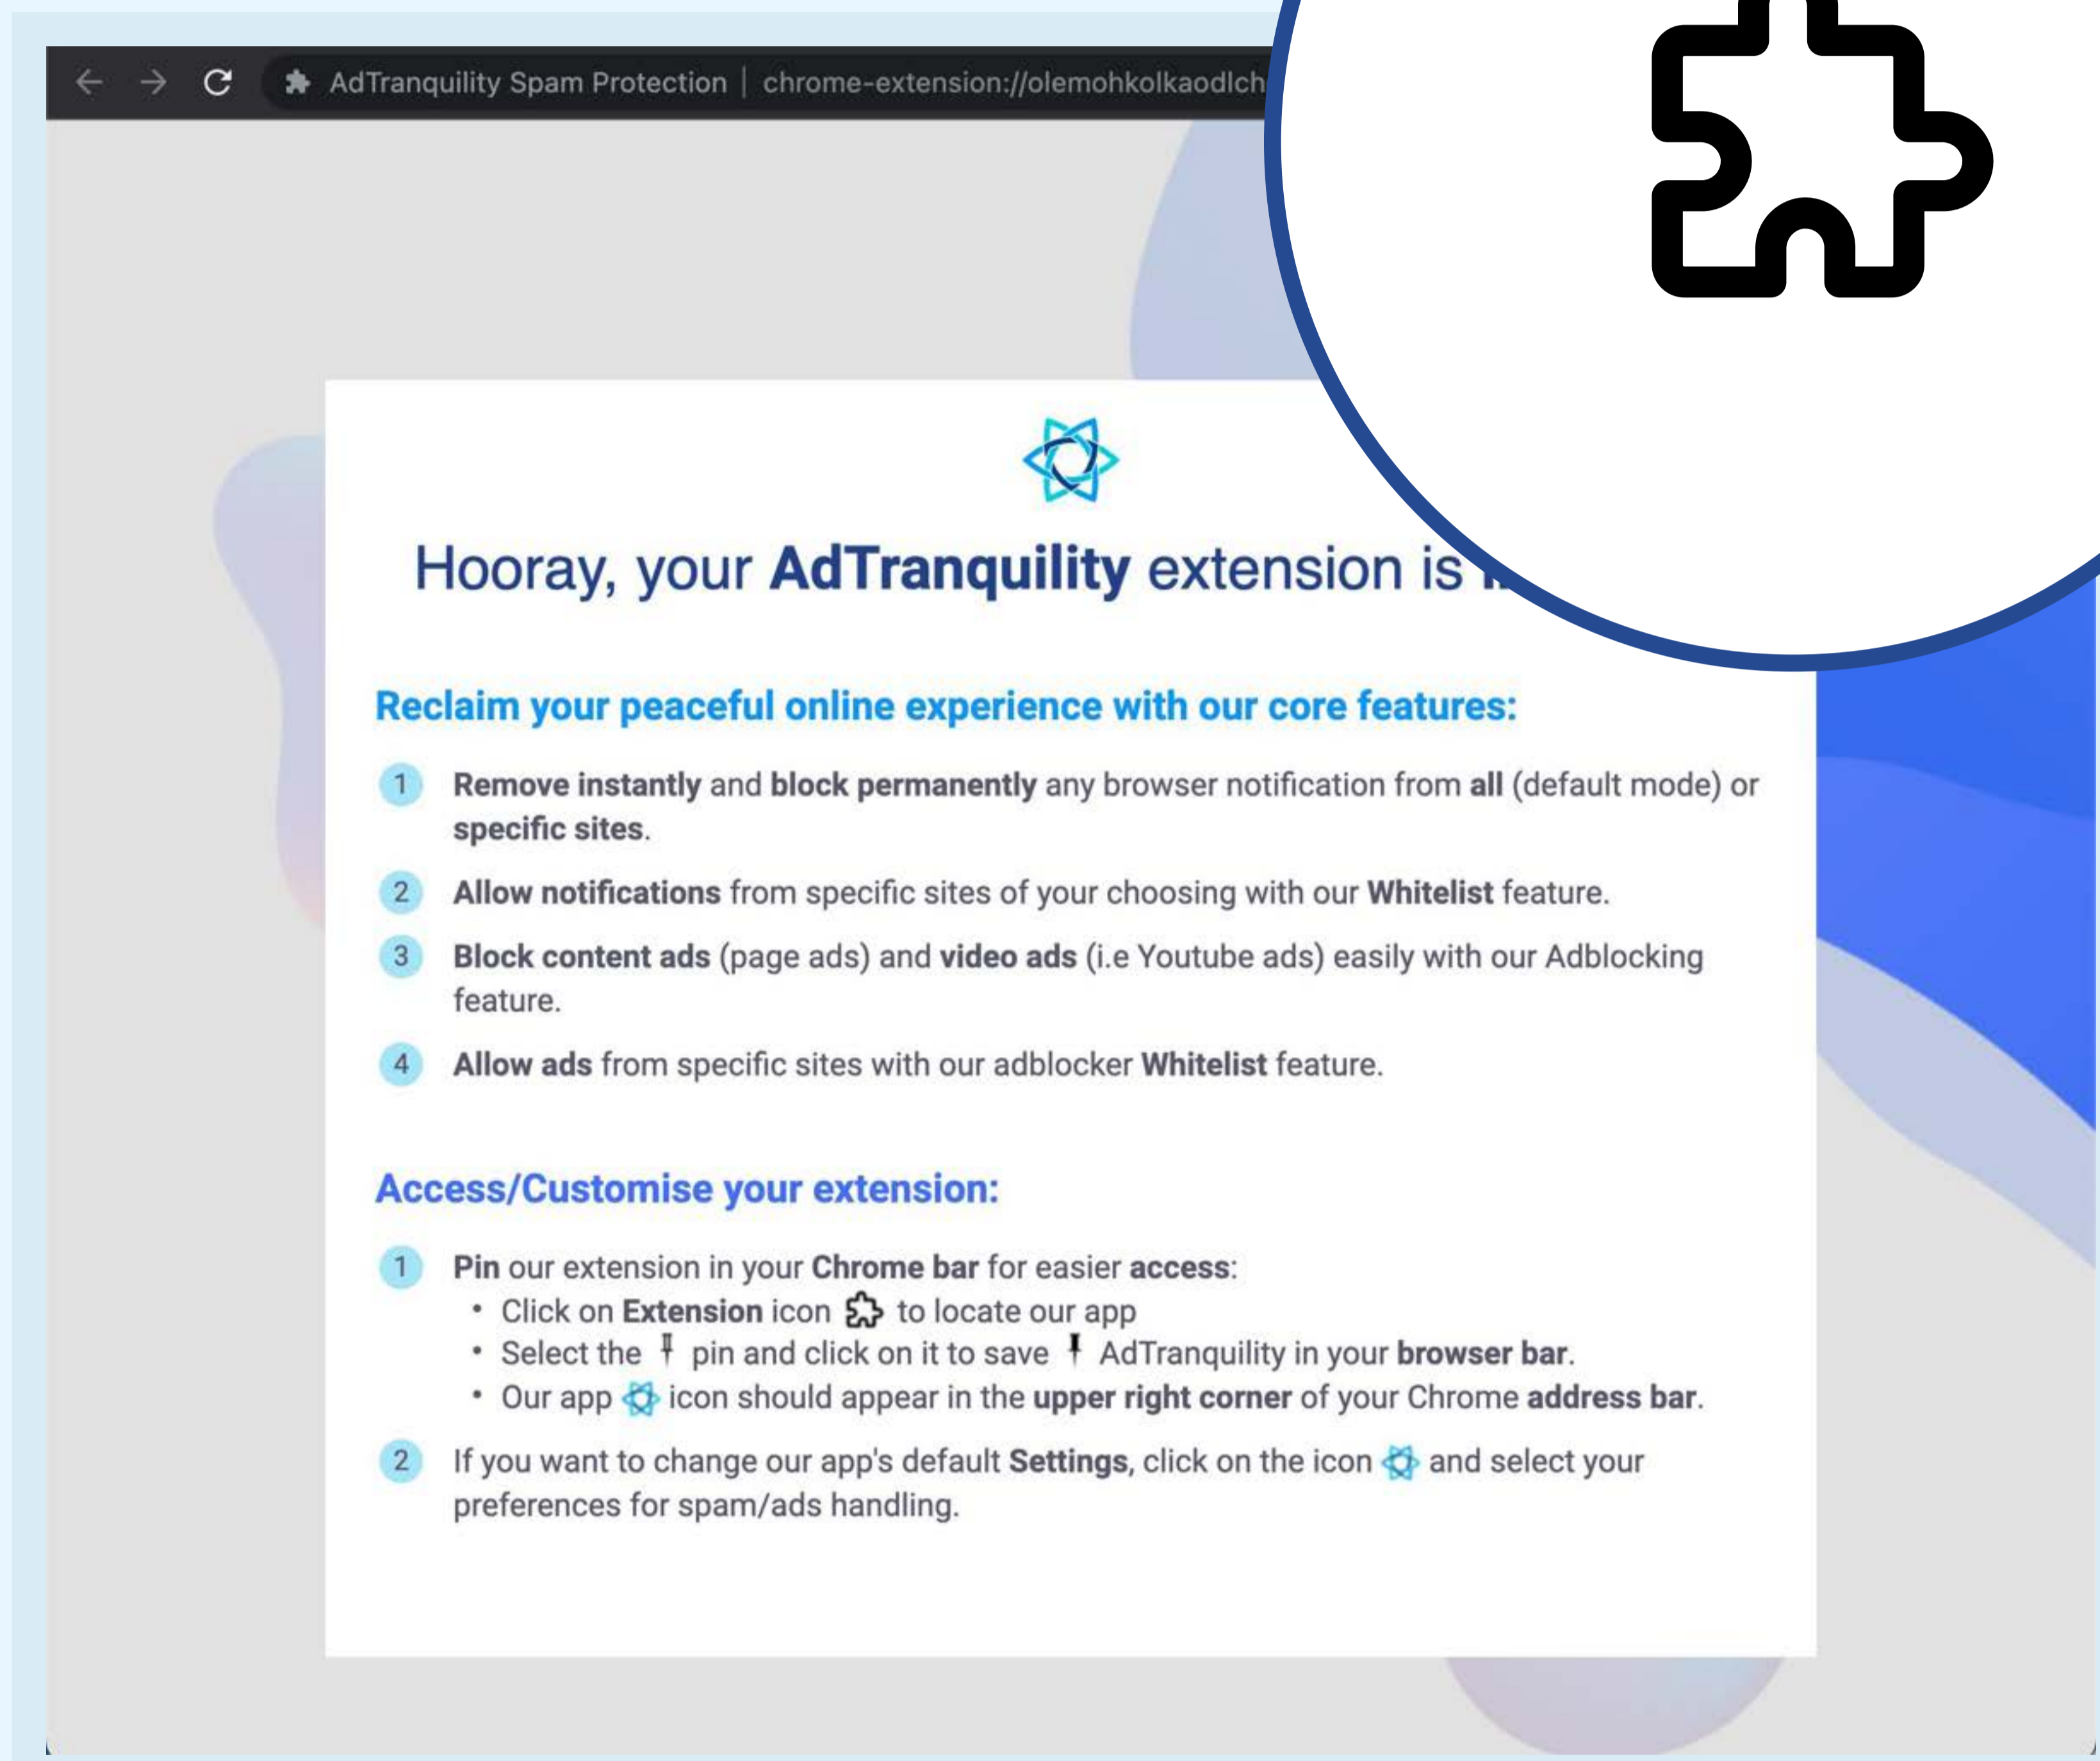 AdTranquility Spam Protection | chrome-extension://olemohkolkaodlch
Hooray, your AdTranquility extension is
Reclaim your peaceful online experience with our core features:
1 Remove instantly and block permanently any browser notification from all (default mode) or
specific sites.
2 Allow notifications from specific sites of your choosing with our Whitelist feature.
3 Block content ads (page ads) and video ads (i.e Youtube ads) easily with our Adblocking
feature.
4 Allow ads from specific sites with our adblocker Whitelist feature.
Access/Customise your extension:
1 Pin our extension in your Chrome bar for easier access:
• Click on Extension icon to locate our app
• Select the pin and click on it to save AdTranquility in your browser bar.
• Our app icon should appear in the upper right corner of your Chrome address bar.
2 If you want to change our app's default Settings, click on the icon and select your
preferences for spam/ads handling.